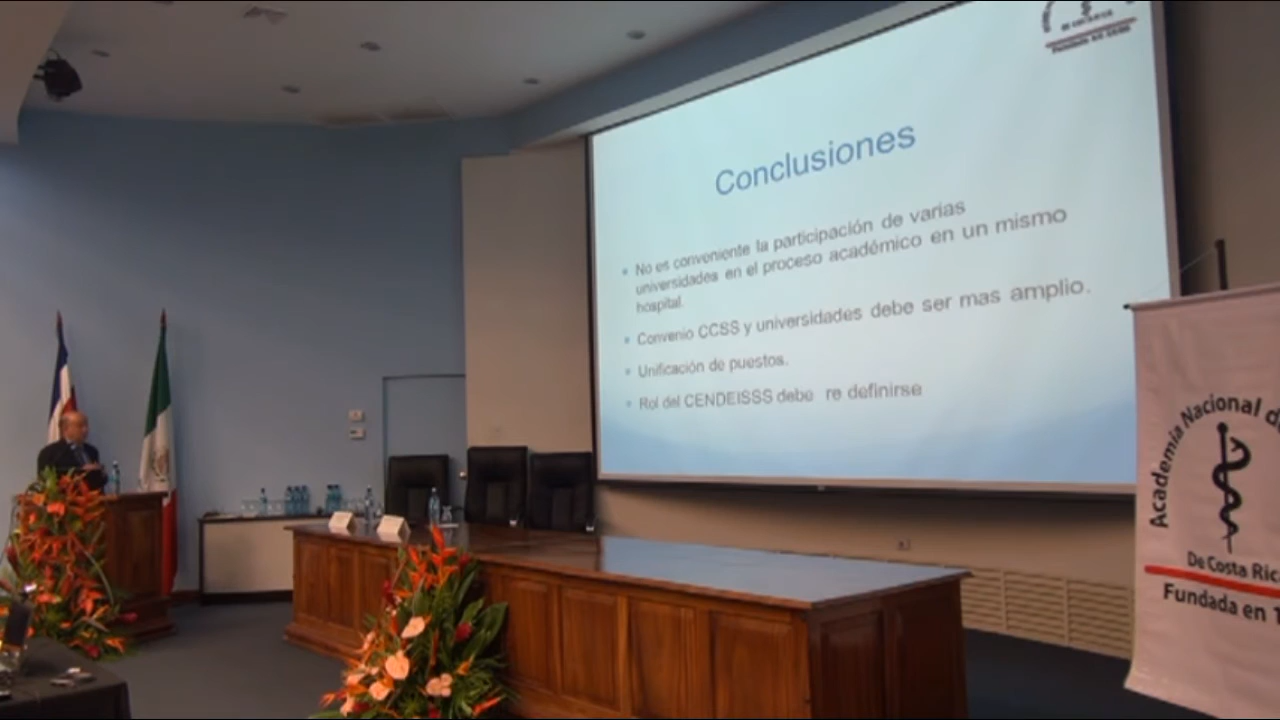 Conclusiones
No es conveniente la participación de varias
universidades en el proceso académico en un mismo
hospital.
Convenio CCSS y universidades debe ser mas amplio.
Unificación de puestos.
Rol del CENDEISSS debe re definirse
Academia Nacional de
De Costa Ric
Fundada en 1